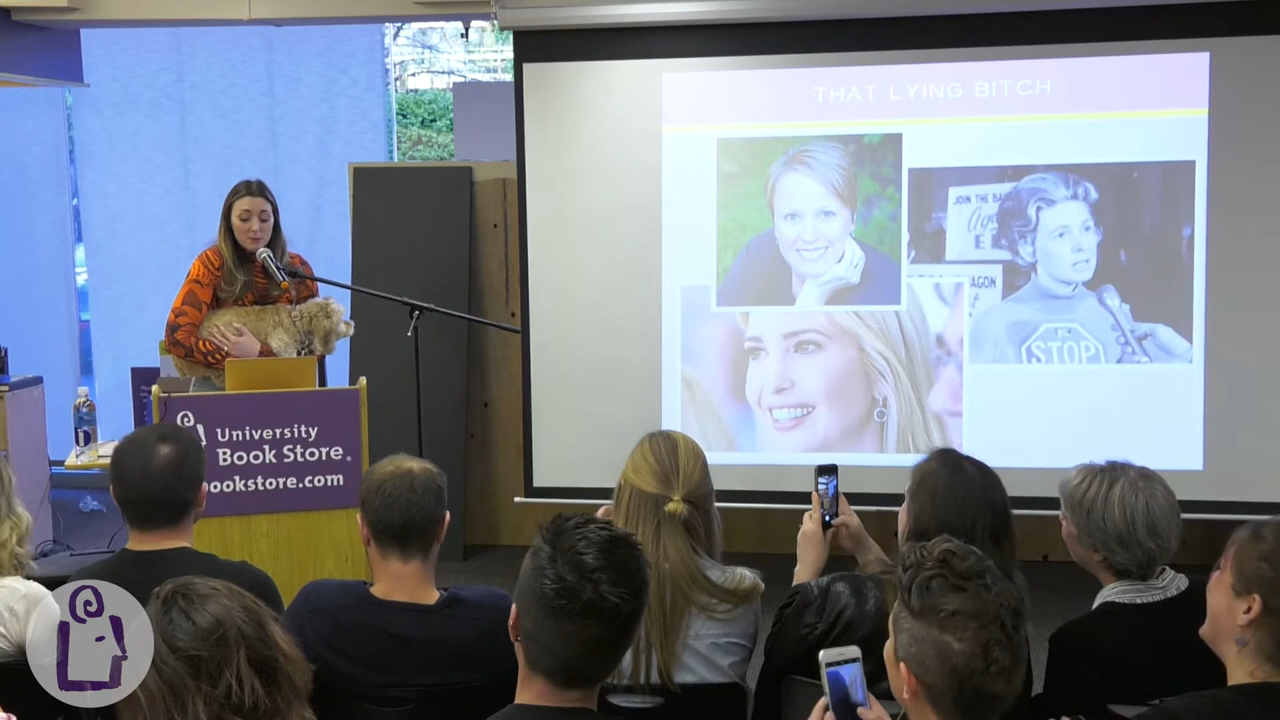 THAT LYING BITCH
JOIN THE
STOP
University
Book Store
ookstore.com